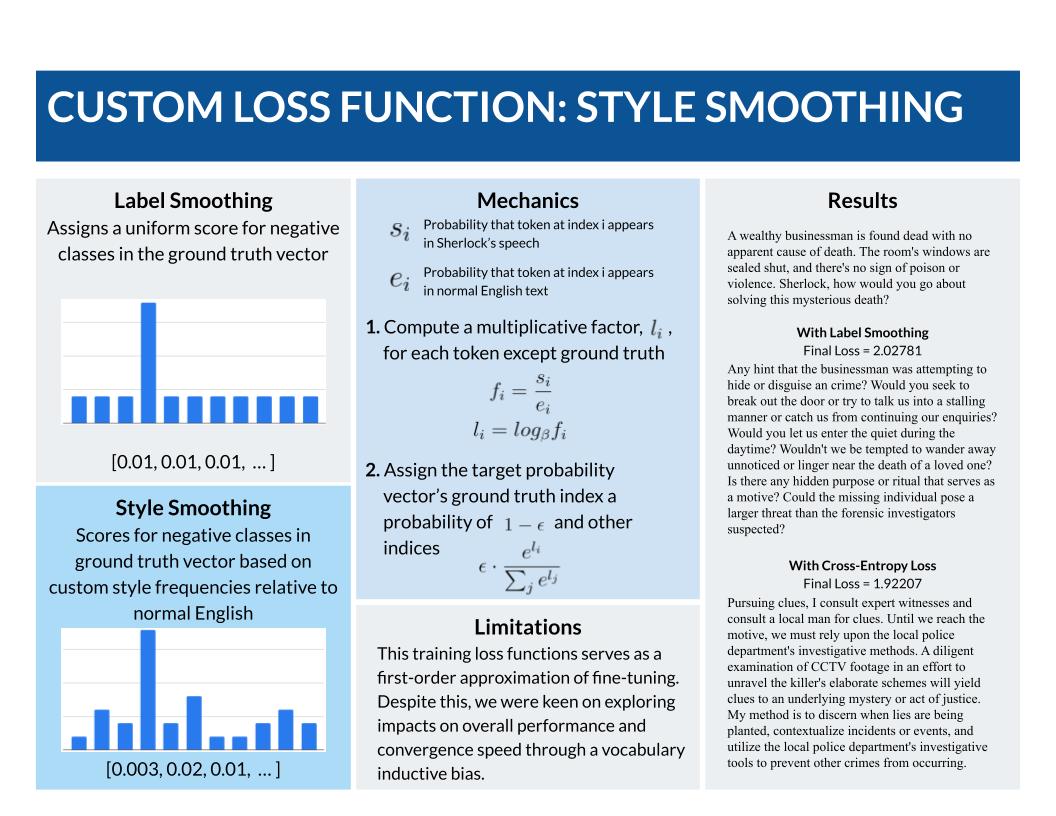 CUSTOM LOSS FUNCTION: STYLE SMOOTHING
Label Smoothing
Assigns a uniform score for negative
classes in the ground truth vector
[0.01, 0.01, 0.01, ... ]
Style Smoothing
Scores for negative classes in
ground truth vector based on
custom style frequencies relative to
normal English
[0.003, 0.02, 0.01, ... ]
Mechanics
s_i Probability that token at index i appears
in Sherlock's speech
e_i Probability that token at index i appears
in normal English text
1. Compute a multiplicative factor, l_i ,
for each token except ground truth
f_i = s_i / e_i
l_i = log_β f_i
2. Assign the target probability
vector's ground truth index a
probability of 1 − ϵ and other
indices ϵ · e^{l_i} / ∑_j e^{l_j}
Limitations
This training loss functions serves as a
first-order approximation of fine-tuning.
Despite this, we were keen on exploring
impacts on overall performance and
convergence speed through a vocabulary
inductive bias.
Results
A wealthy businessman is found dead with no
apparent cause of death. The room's windows are
sealed shut, and there's no sign of poison or
violence. Sherlock, how would you go about
solving this mysterious death?
With Label Smoothing
Final Loss = 2.02781
Any hint that the businessman was attempting to
hide or disguise an crime? Would you seek to
break out the door or try to talk us into a stalling
manner or catch us from continuing our enquiries?
Would you let us enter the quiet during the
daytime? Wouldn't we be tempted to wander away
unnoticed or linger near the death of a loved one?
Is there any hidden purpose or ritual that serves as
a motive? Could the missing individual pose a
larger threat than the forensic investigators
suspected?
With Cross-Entropy Loss
Final Loss = 1.92207
Pursuing clues, I consult expert witnesses and
consult a local man for clues. Until we reach the
motive, we must rely upon the local police
department's investigative methods. A diligent
examination of CCTV footage in an effort to
unravel the killer's elaborate schemes will yield
clues to an underlying mystery or act of justice.
My method is to discern when lies are being
planted, contextualize incidents or events, and
utilize the local police department's investigative
tools to prevent other crimes from occurring.